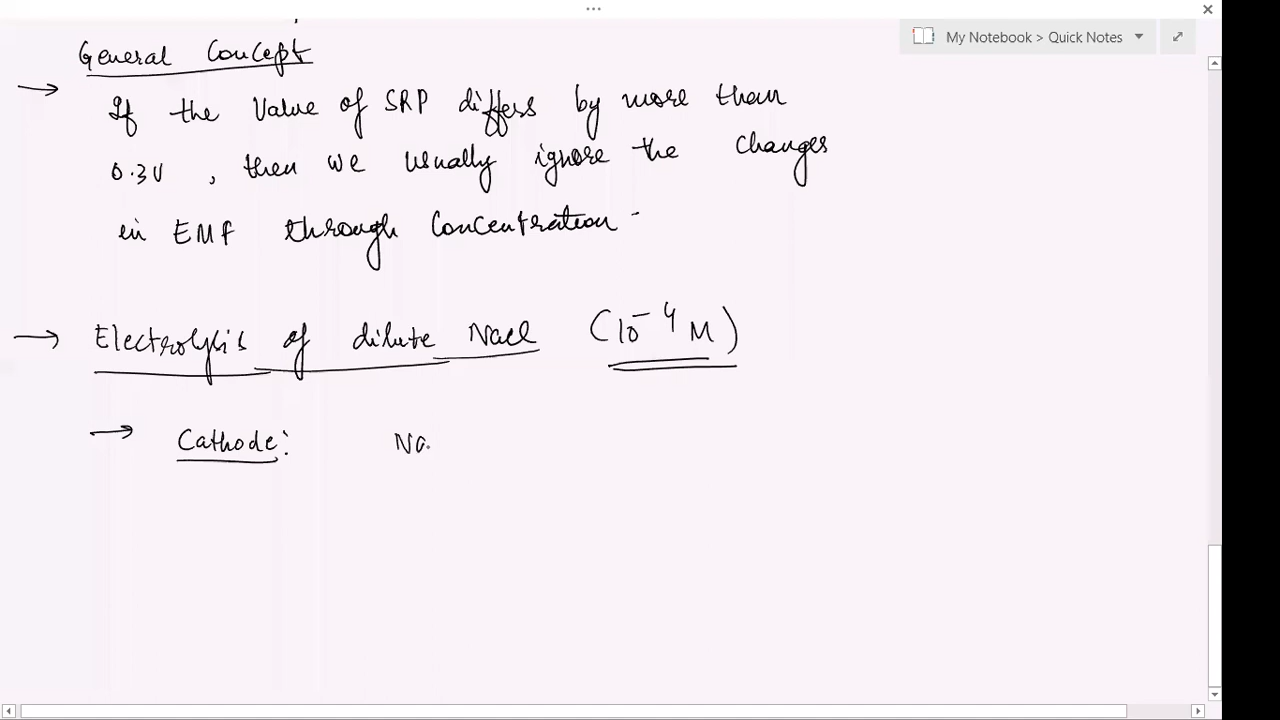 ...
My Notebook > Quick Notes
General Concept
→ If the Value of SRP differs by more than
0.3V, then we usually ignore the changes
in EMF through Concentration.
→ Electrolysis of dilute NaCl (10⁻⁴ M)
→ Cathode: Na